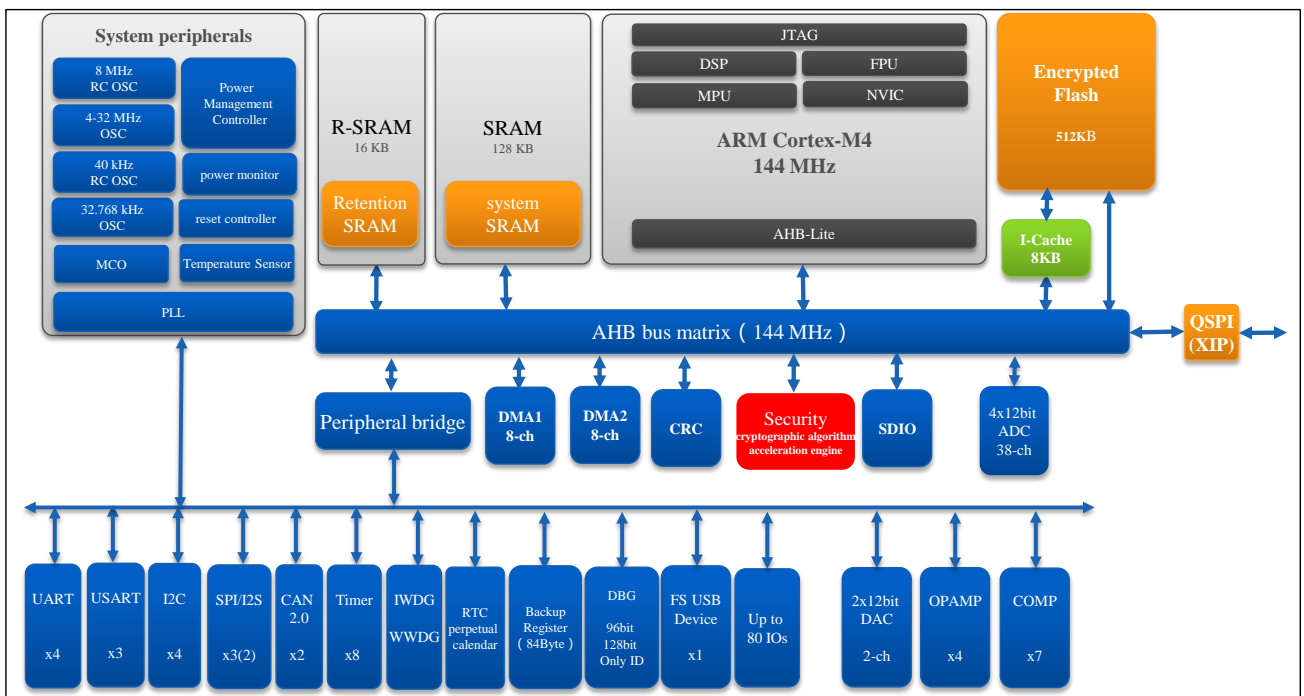 System peripherals
8 MHz
RC OSC
Power
Management
Controller
4-32 MHz
OSC
40 kHz
RC OSC
power monitor
32.768 kHz
OSC
reset controller
MCO
Temperature Sensor
PLL
R-SRAM
16 KB
Retention
SRAM
SRAM
128 KB
system
SRAM
JTAG
DSP
FPU
MPU
NVIC
ARM Cortex-M4
144 MHz
AHB-Lite
Encrypted
Flash
512KB
I-Cache
8KB
AHB bus matrix ( 144 MHz )
QSPI
(XIP)
Peripheral bridge
DMA1
8-ch
DMA2
8-ch
CRC
Security
cryptographic algorithm
acceleration engine
SDIO
4x12bit
ADC
38-ch
UART
x4
USART
x3
I2C
x4
SPI/I2S
x3(2)
CAN
2.0
x2
Timer
x8
IWDG
WWDG
RTC
perpetual
calendar
Backup
Register
( 84Byte )
DBG
96bit
128bit
Only ID
FS USB
Device
x1
Up to
80 IOs
2x12bit
DAC
2-ch
OPAMP
x4
COMP
x7